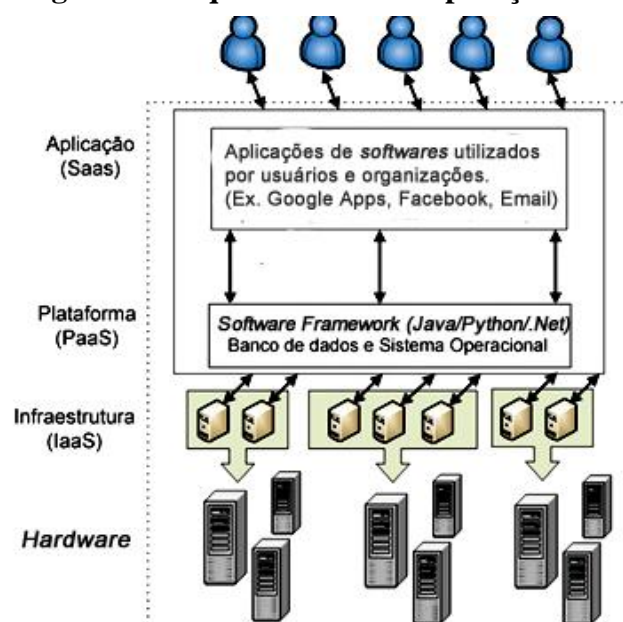 Aplicação
(Saas)
Aplicações de softwares utilizados
por usuários e organizações.
(Ex. Google Apps, Facebook, Email)
Plataforma
(PaaS)
Software Framework (Java/Python/.Net)
Banco de dados e Sistema Operacional
Infraestrutura
(IaaS)
Hardware